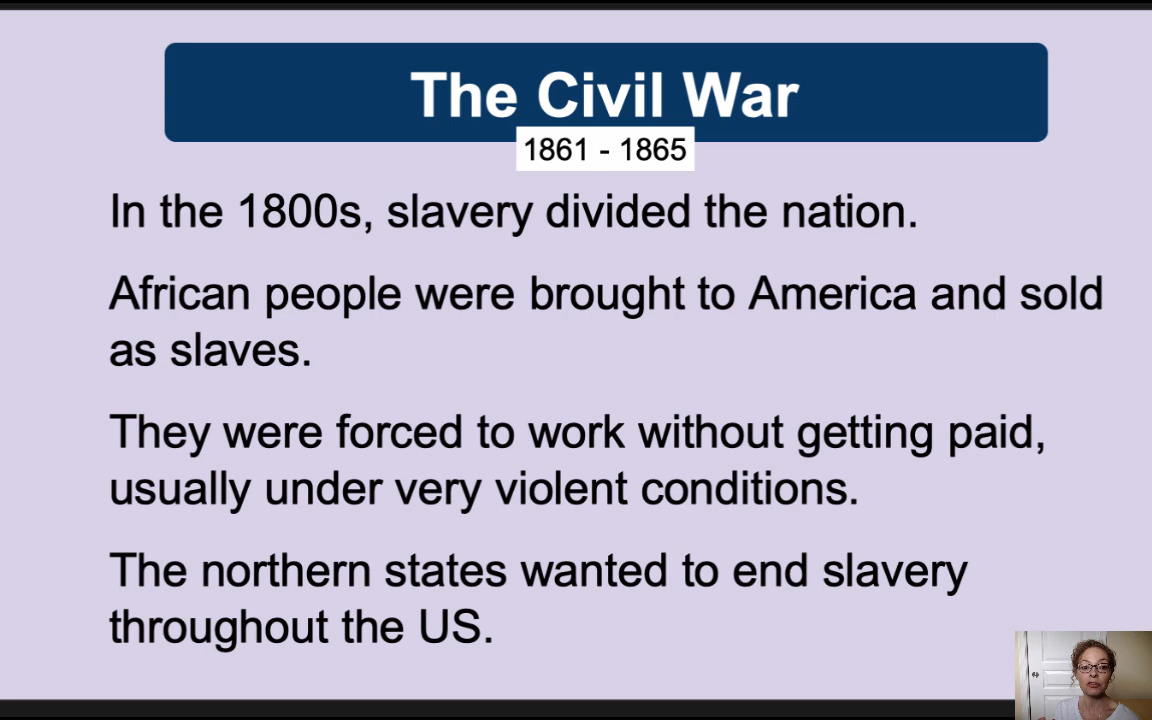 The Civil War
1861 - 1865
In the 1800s, slavery divided the nation.
African people were brought to America and sold
as slaves.
They were forced to work without getting paid,
usually under very violent conditions.
The northern states wanted to end slavery
throughout the US.